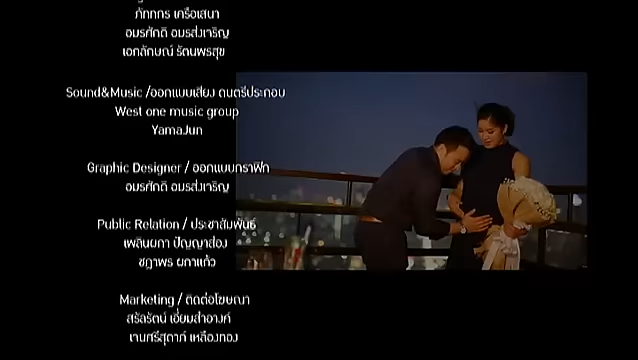 ภัททกร เครือเสนา
อมรศักดิ์ อมรส่งเจริญ
เอกลักษณ์ รัตนพรสุข
Sound&Music /ออกแบบเสียง ดนตรีประกอบ
West one music group
YamaJun
Graphic Designer / ออกแบบกราฟิก
อมรศักดิ์ อมรส่งเจริญ
Public Relation / ประชาสัมพันธ์
เพลินผกา ปัญญาส่อง
ชฎาพร ผกาแก้ว
Marketing / ติดต่อโฆษณา
สรัลรัตน์ เอี่ยมสำอางค์
เจนศรีสุดาภ์ เหลืองทอง